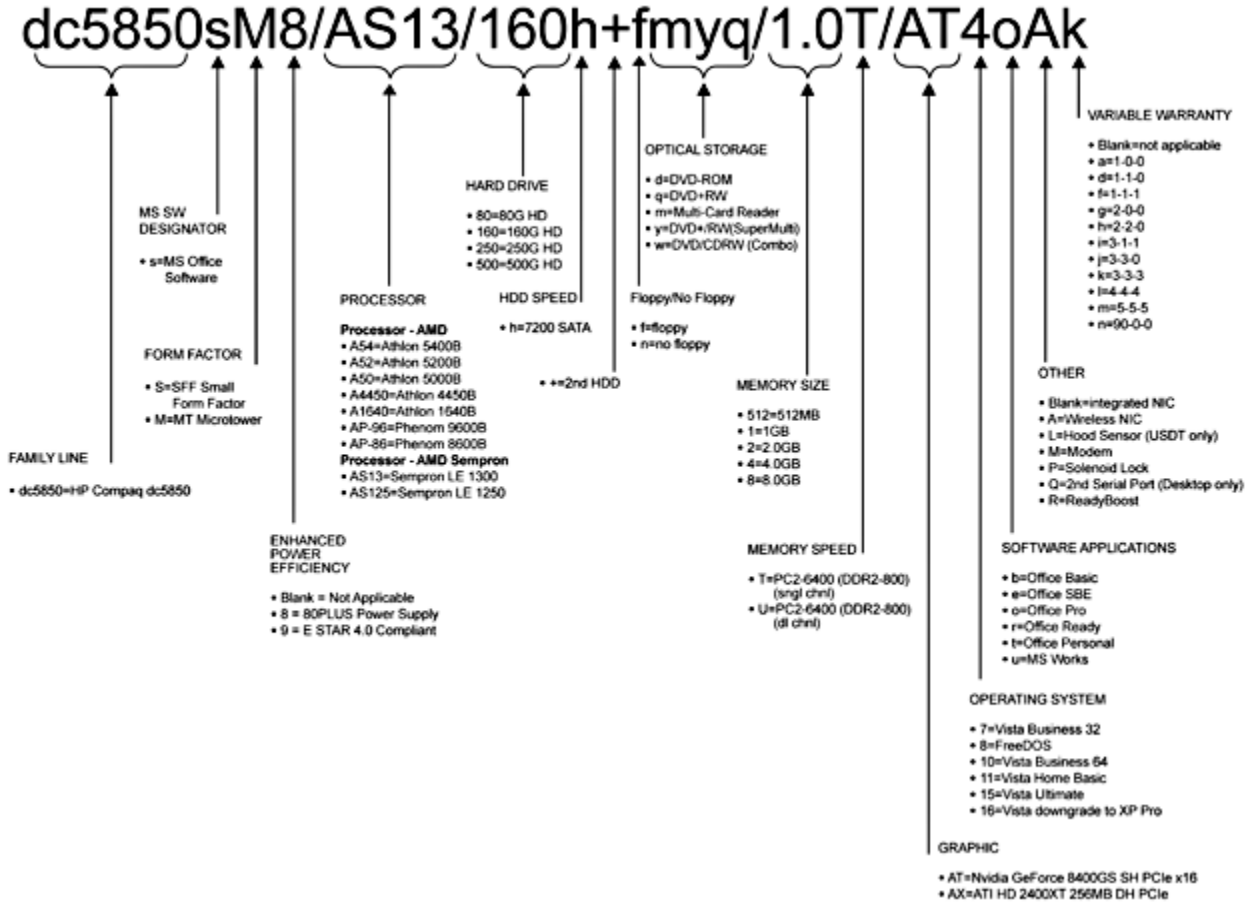 dc5850sM8/AS13/160h+fmyq/1.0T/AT4oAk
VARIABLE WARRANTY
• Blank=not applicable
• a=1-0-0
• d=1-1-0
• f=1-1-1
• g=2-0-0
• h=2-2-0
• i=3-1-1
• j=3-3-0
• k=3-3-3
• l=4-4-4
• m=5-5-5
• n=90-0-0
OPTICAL STORAGE
• d=DVD-ROM
• q=DVD+RW
• m=Multi-Card Reader
• y=DVD+/RW(SuperMulti)
• w=DVD/CDRW (Combo)
HARD DRIVE
• 80=80G HD
• 160=160G HD
• 250=250G HD
• 500=500G HD
MS SW
DESIGNATOR
• s=MS Office
Software
PROCESSOR
Processor - AMD
• A54=Athlon 5400B
• A52=Athlon 5200B
• A50=Athlon 5000B
• A4450=Athlon 4450B
• A1640=Athlon 1640B
• AP-96=Phenom 9600B
• AP-86=Phenom 8600B
Processor - AMD Sempron
• AS13=Sempron LE 1300
• AS125=Sempron LE 1250
HDD SPEED
• h=7200 SATA
Floppy/No Floppy
• f=floppy
• n=no floppy
• +=2nd HDD
FORM FACTOR
• S=SFF Small
Form Factor
• M=MT Microtower
MEMORY SIZE
• 512=512MB
• 1=1GB
• 2=2.0GB
• 4=4.0GB
• 8=8.0GB
OTHER
• Blank=integrated NIC
• A=Wireless NIC
• L=Hood Sensor (USDT only)
• M=Modem
• P=Solenoid Lock
• Q=2nd Serial Port (Desktop only)
• R=ReadyBoost
FAMILY LINE
• dc5850=HP Compaq dc5850
ENHANCED
POWER
EFFICIENCY
• Blank = Not Applicable
• 8 = 80PLUS Power Supply
• 9 = E STAR 4.0 Compliant
MEMORY SPEED
• T=PC2-6400 (DDR2-800)
(sngl chnl)
• U=PC2-6400 (DDR2-800)
(dl chnl)
SOFTWARE APPLICATIONS
• b=Office Basic
• e=Office SBE
• o=Office Pro
• r=Office Ready
• t=Office Personal
• u=MS Works
OPERATING SYSTEM
• 7=Vista Business 32
• 8=FreeDOS
• 10=Vista Business 64
• 11=Vista Home Basic
• 15=Vista Ultimate
• 16=Vista downgrade to XP Pro
GRAPHIC
• AT=Nvidia GeForce 8400GS SH PCIe x16
• AX=ATI HD 2400XT 256MB DH PCIe